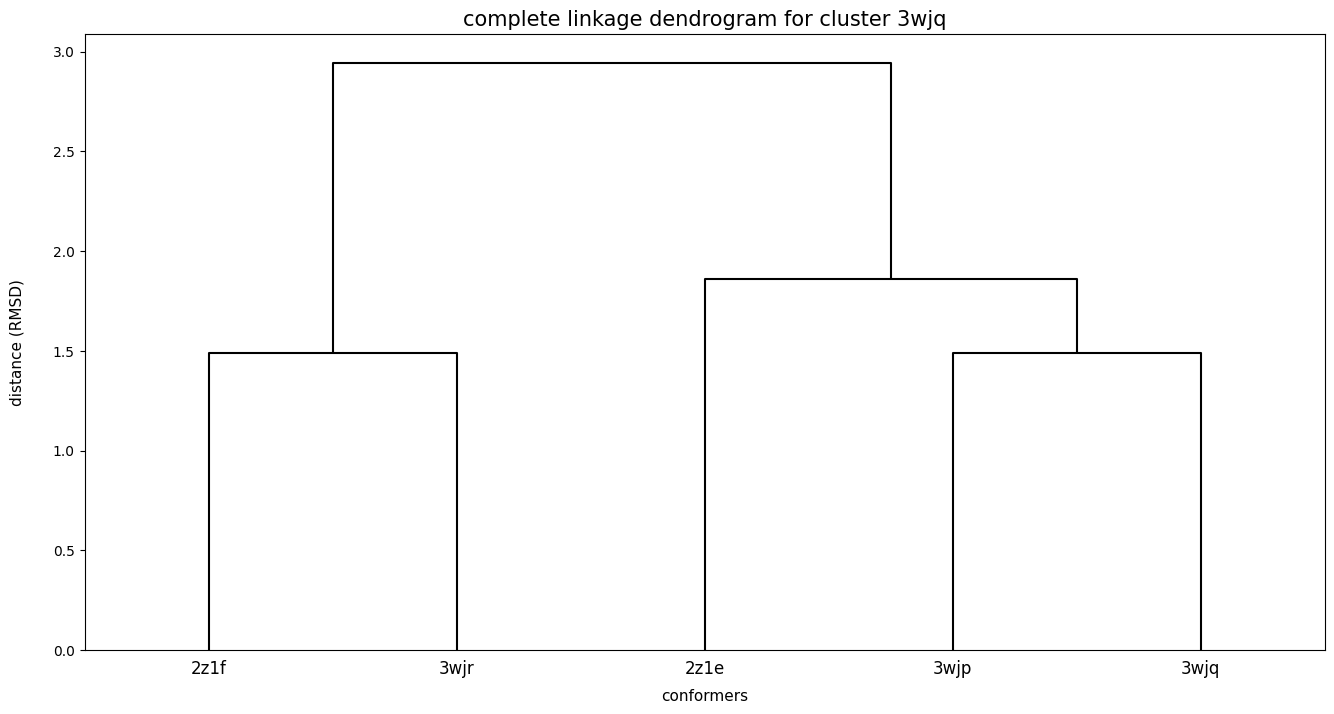 complete linkage dendrogram for cluster 3wjq
3.0
2.5
2.0
1.5
1.0
0.5
0.0
distance (RMSD)
2z1f 3wjr 2z1e 3wjp 3wjq
conformers